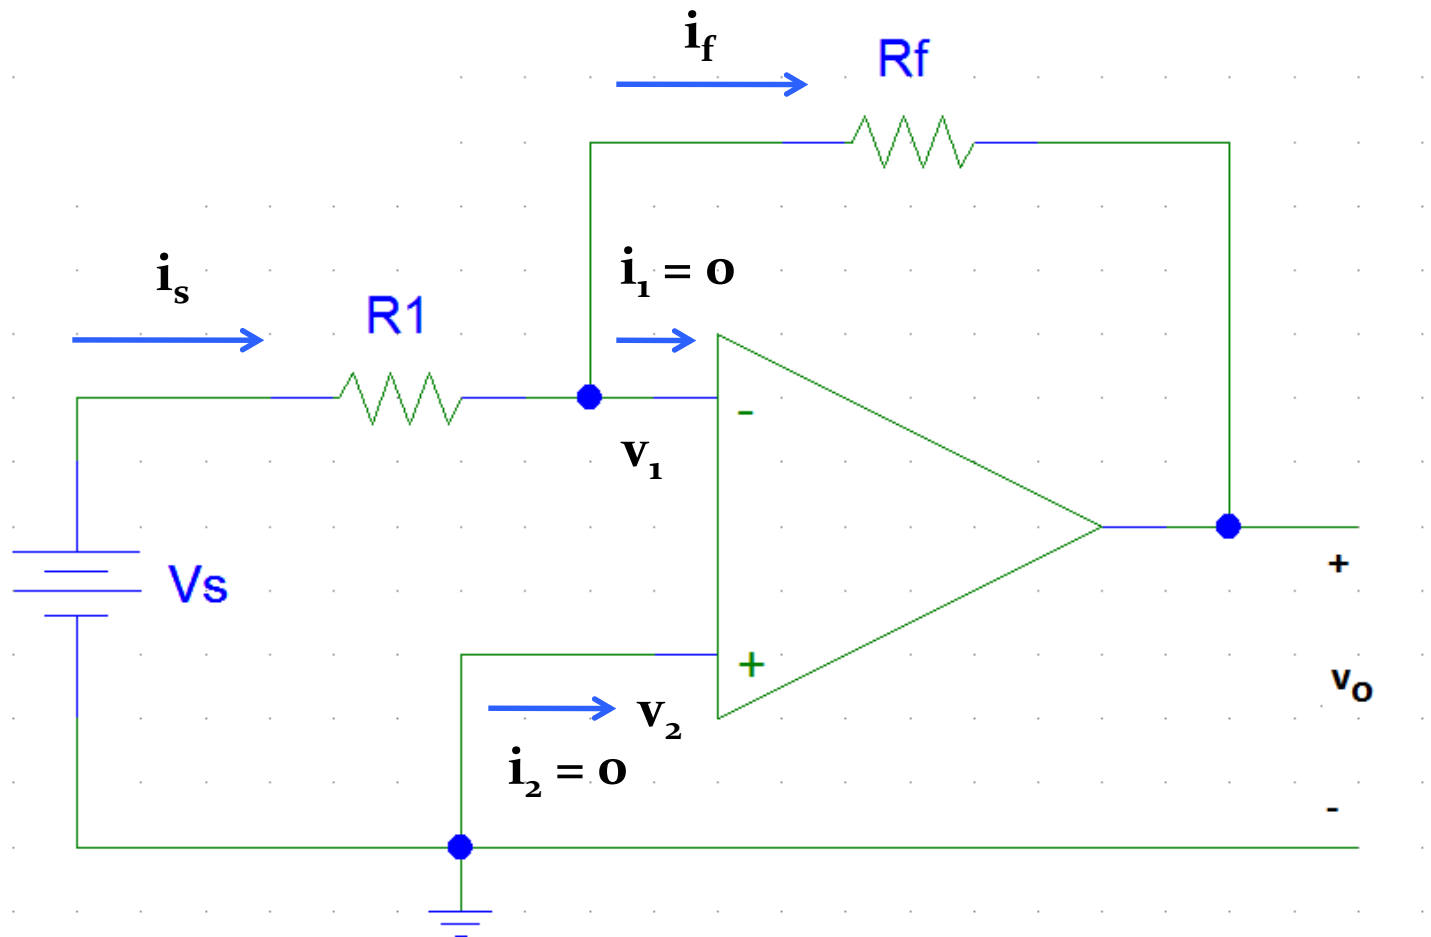 if
Rf
is
R1
i1 = 0
-
v1
Vs
+
+
v2
vo
i2 = 0
-